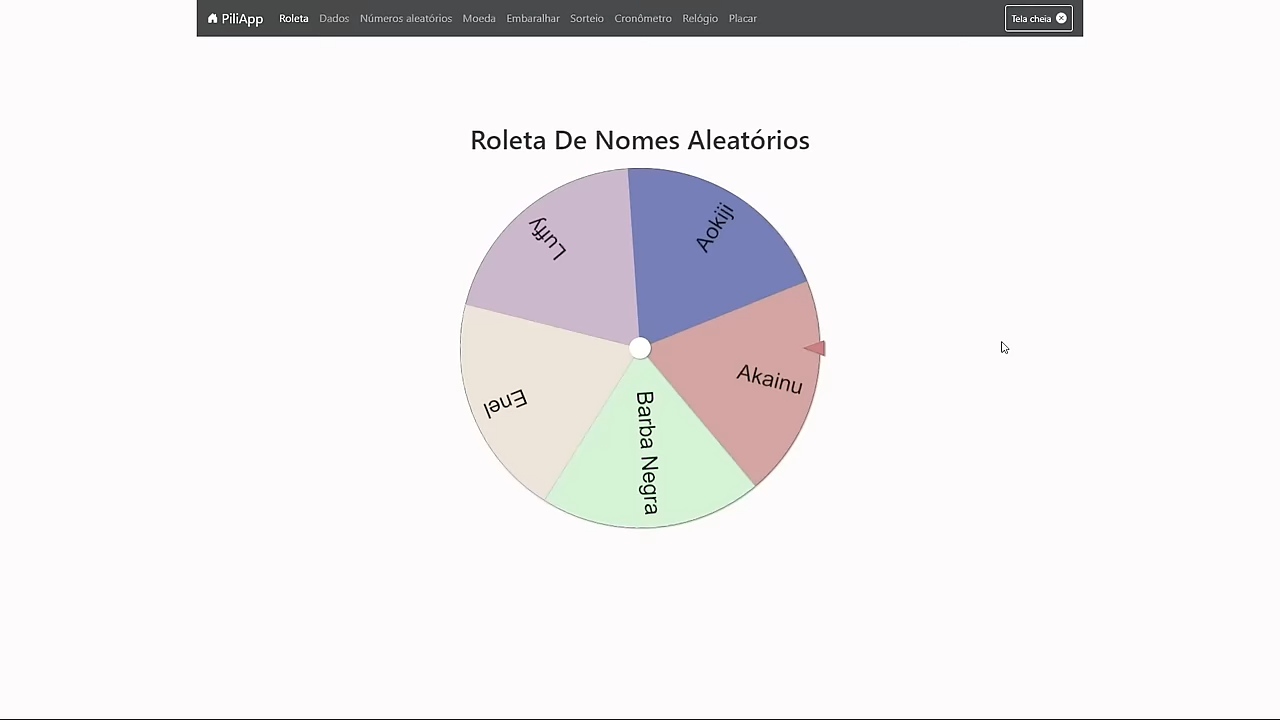 PiliApp Roleta Dados Números aleatórios Moeda Embaralhar Sorteio Cronômetro Relógio Placar Tela cheia
Roleta De Nomes Aleatórios
Luffy
Aokiji
Akainu
Enel
Barba Negra